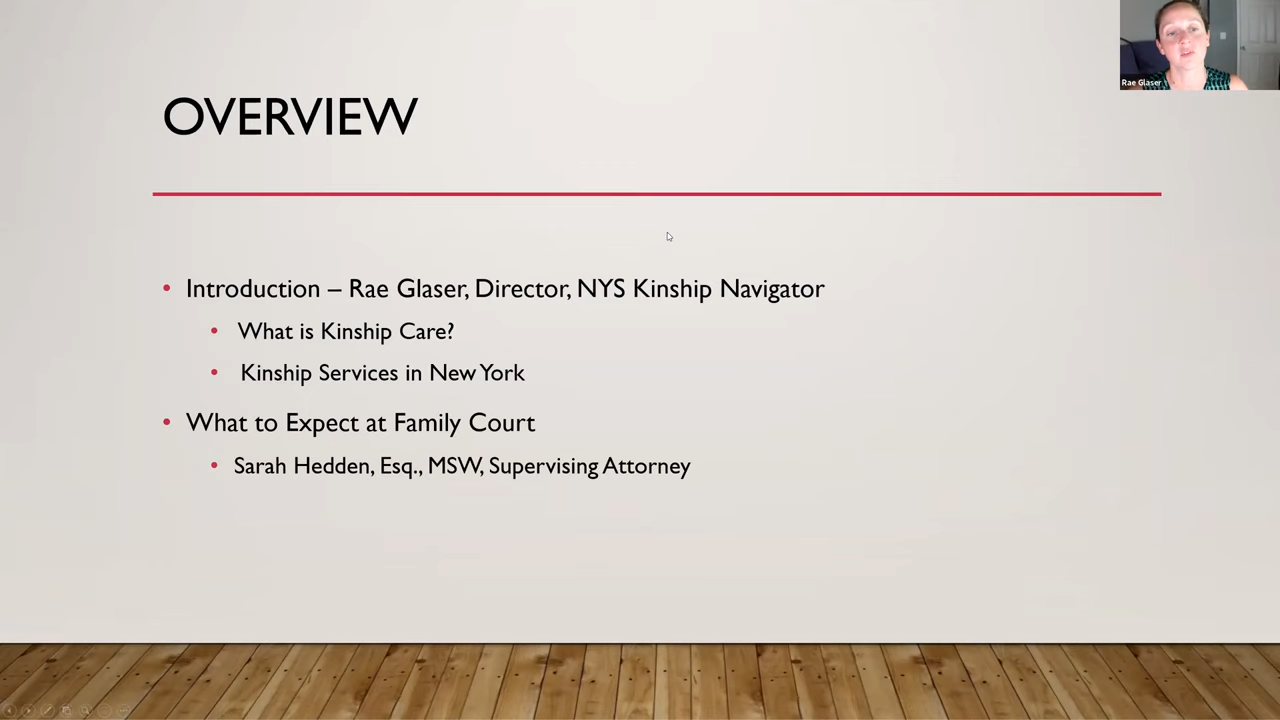 Rae Glaser
OVERVIEW
• Introduction – Rae Glaser, Director, NYS Kinship Navigator
• What is Kinship Care?
• Kinship Services in New York
• What to Expect at Family Court
• Sarah Hedden, Esq., MSW, Supervising Attorney